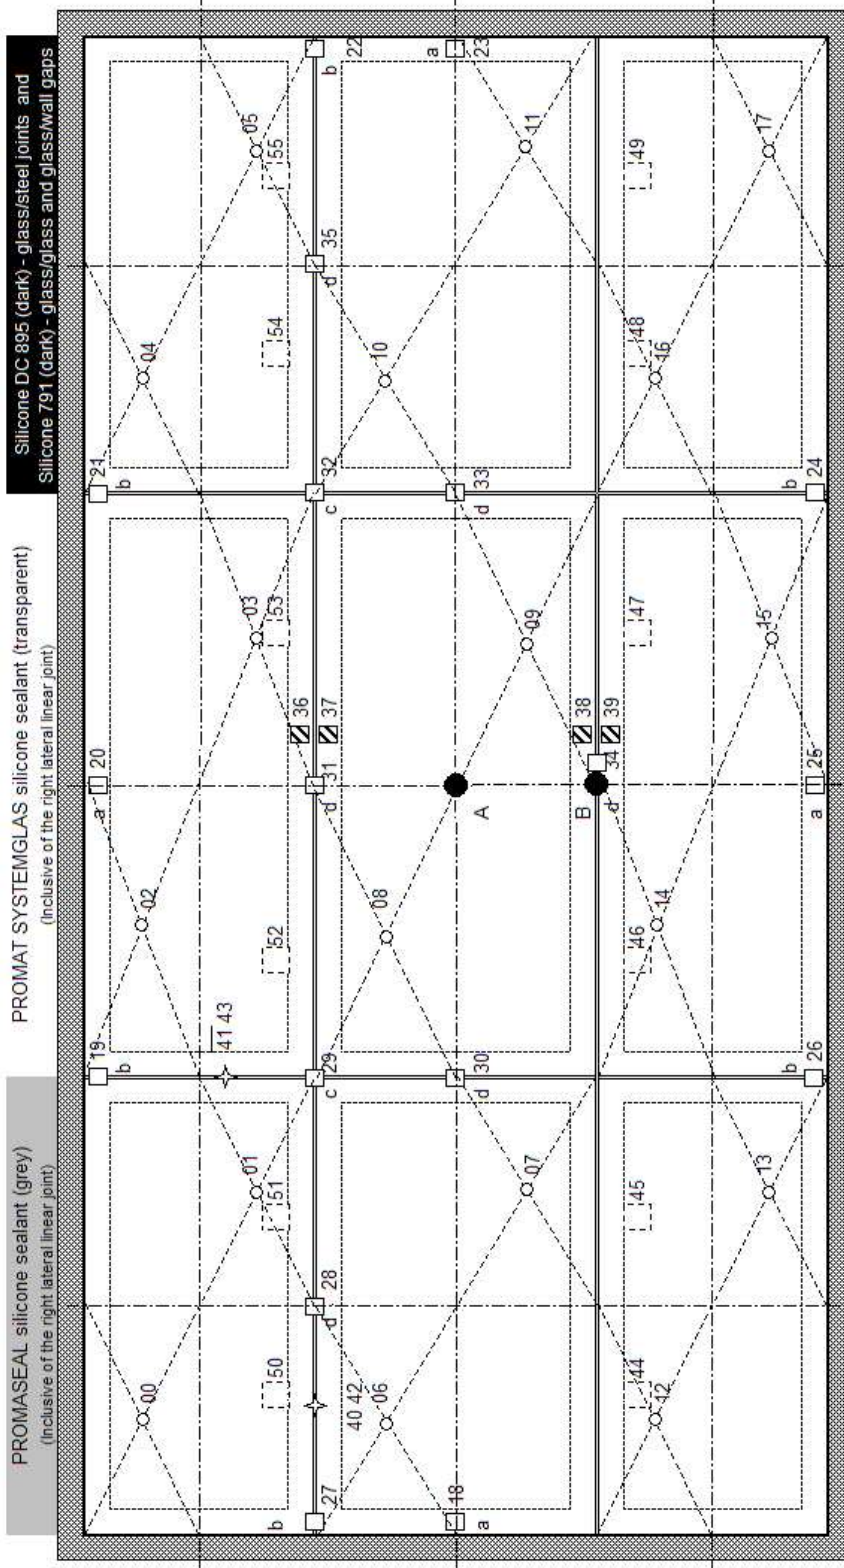 PROMASEAL silicone sealant (grey)
(Inclusive of the right lateral linear joint)
PROMAT SYSTEMGLAS silicone sealant (transparent)
(Inclusive of the right lateral linear joint)
Silicone DC 895 (dark) - glass/steel joints and
Silicone 791 (dark) - glass/glass and glass/wall gaps
19 20 21
b a b
00 02 04
41 43
01 03 05
50 51 52 53 54 55
36
b 27 d 28 c 29 d 31 37 c 32 d 35 b 22
40 42
06 08 10
18 30 33 23
a d A d a
07 09 11
38
B 34 39
d
44 45 46 47 48 49
12 14 16
13 15 17
b a b
26 25 24